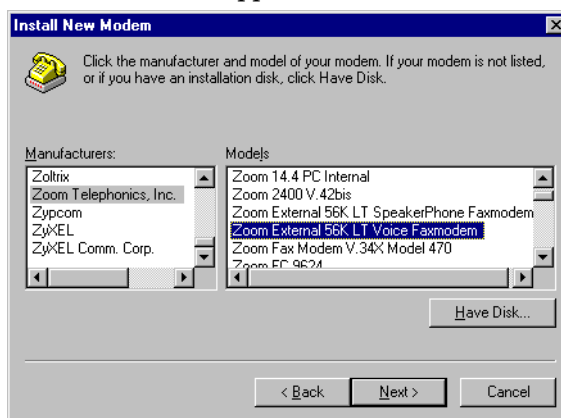 Install New Modem
Click the manufacturer and model of your modem. If your modem is not listed,
or if you have an installation disk, click Have Disk.
Manufacturers:
Models
Zoltrix
Zoom Telephonics, Inc.
Zypcom
ZyXEL
ZyXEL Comm. Corp.
Zoom 14.4 PC Internal
Zoom 2400 V.42bis
Zoom External 56K LT SpeakerPhone Faxmodem
Zoom External 56K LT Voice Faxmodem
Zoom Fax Modem V.34X Model 470
Zoom FC 9624
Have Disk...
< Back
Next >
Cancel